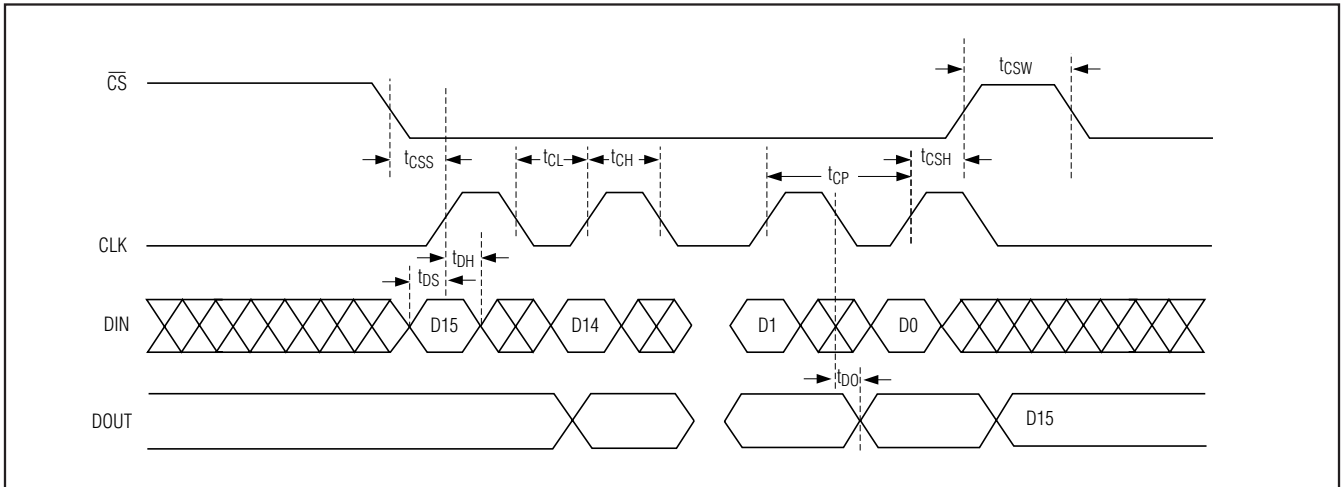 CS
tCSW
tCSS
tCL
tCH
tCP
tCSH
CLK
tDS
tDH
DIN
D15
D14
D1
D0
tDO
DOUT
D15